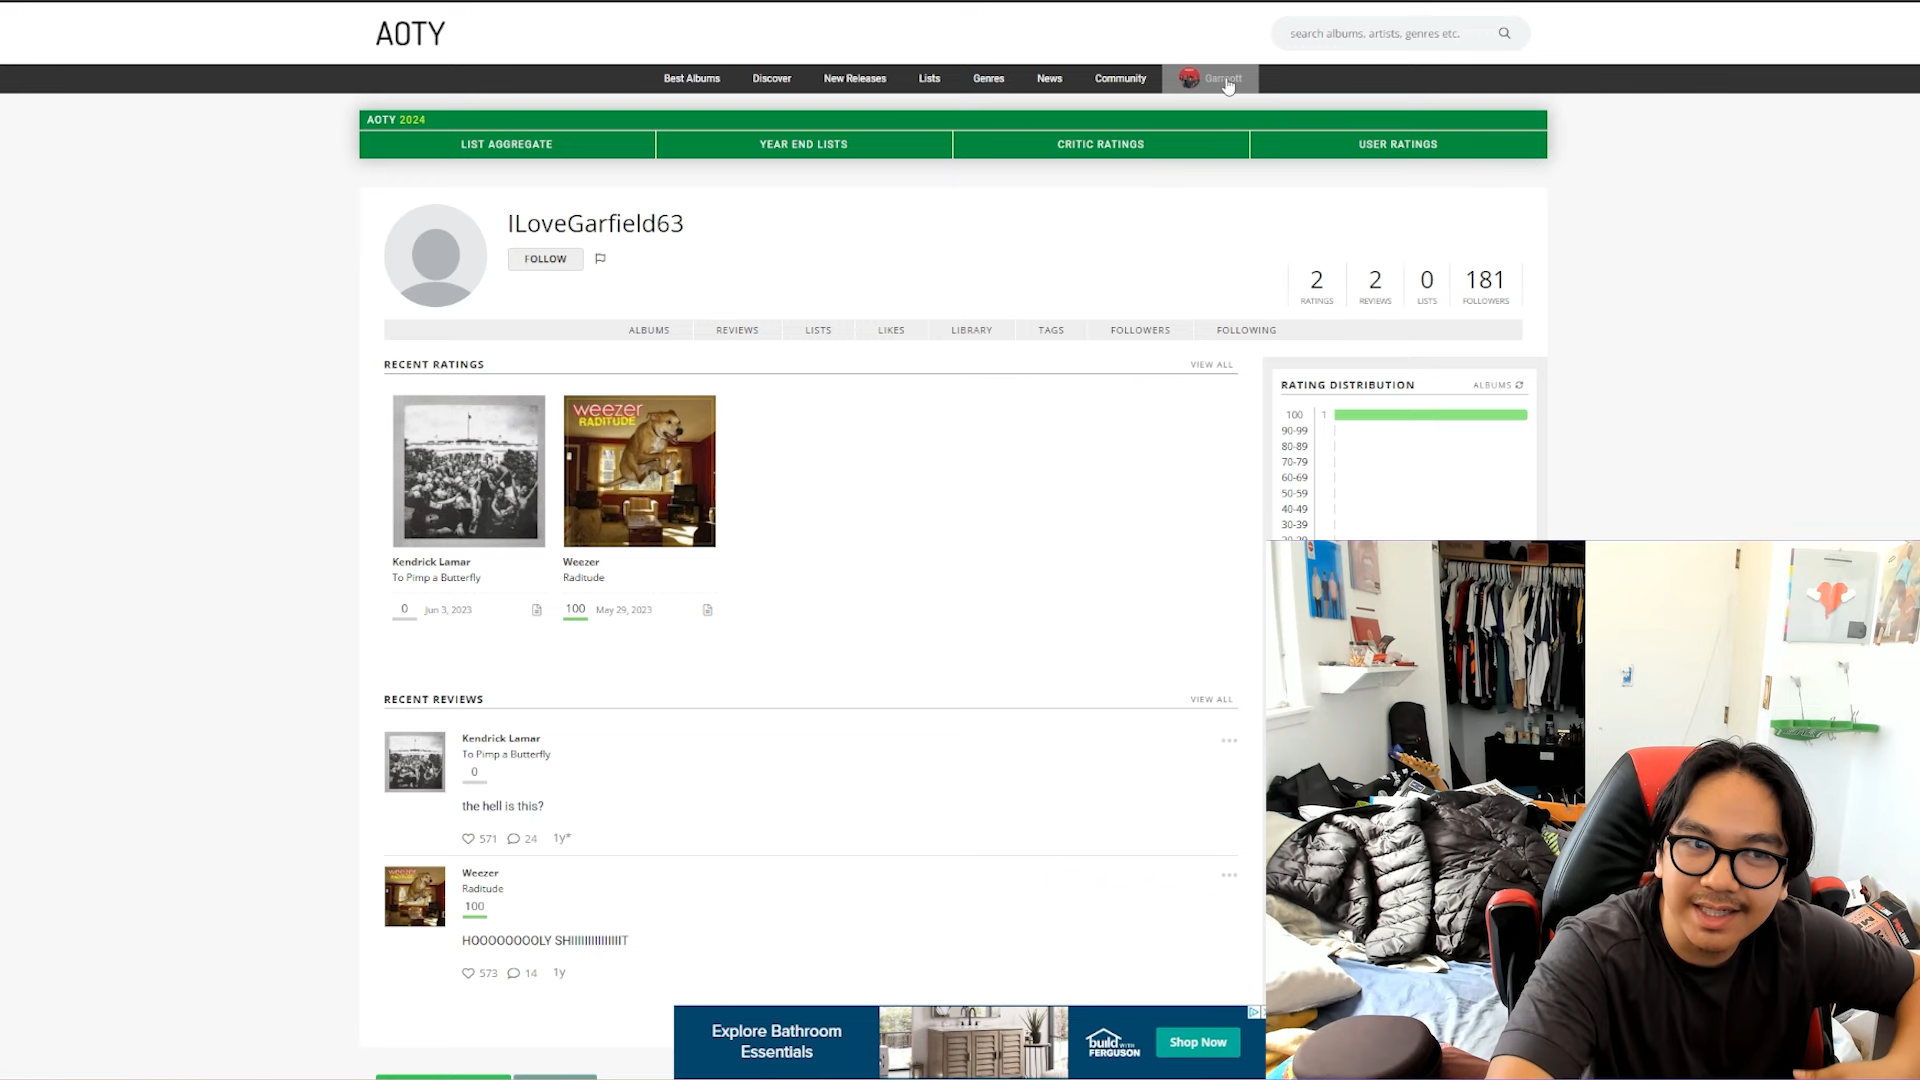 AOTY
search albums, artists, genres etc.
Best Albums
Discover
New Releases
Lists
Genres
News
Community
AOTY 2024
LIST AGGREGATE
YEAR END LISTS
CRITIC RATINGS
USER RATINGS
ILoveGarfield63
FOLLOW
2
2
0
181
RATINGS
REVIEWS
LISTS
FOLLOWERS
ALBUMS
REVIEWS
LISTS
LIKES
LIBRARY
TAGS
FOLLOWERS
FOLLOWING
RECENT RATINGS
VIEW ALL
weezer
RADITUDE
Kendrick Lamar
To Pimp a Butterfly
0
Jun 3, 2023
Weezer
Raditude
100
May 29, 2023
RATING DISTRIBUTION
ALBUMS
100 1
90-99
80-89
70-79
60-69
50-59
40-49
30-39
RECENT REVIEWS
VIEW ALL
Kendrick Lamar
To Pimp a Butterfly
0
the hell is this?
571
24
1y*
weezer
RADITUDE
Weezer
Raditude
100
HOOOOOOOOLY SHIIIIIIIIIIIIIIT
573
14
1y
Explore Bathroom
Essentials
build WITH
FERGUSON
Shop Now